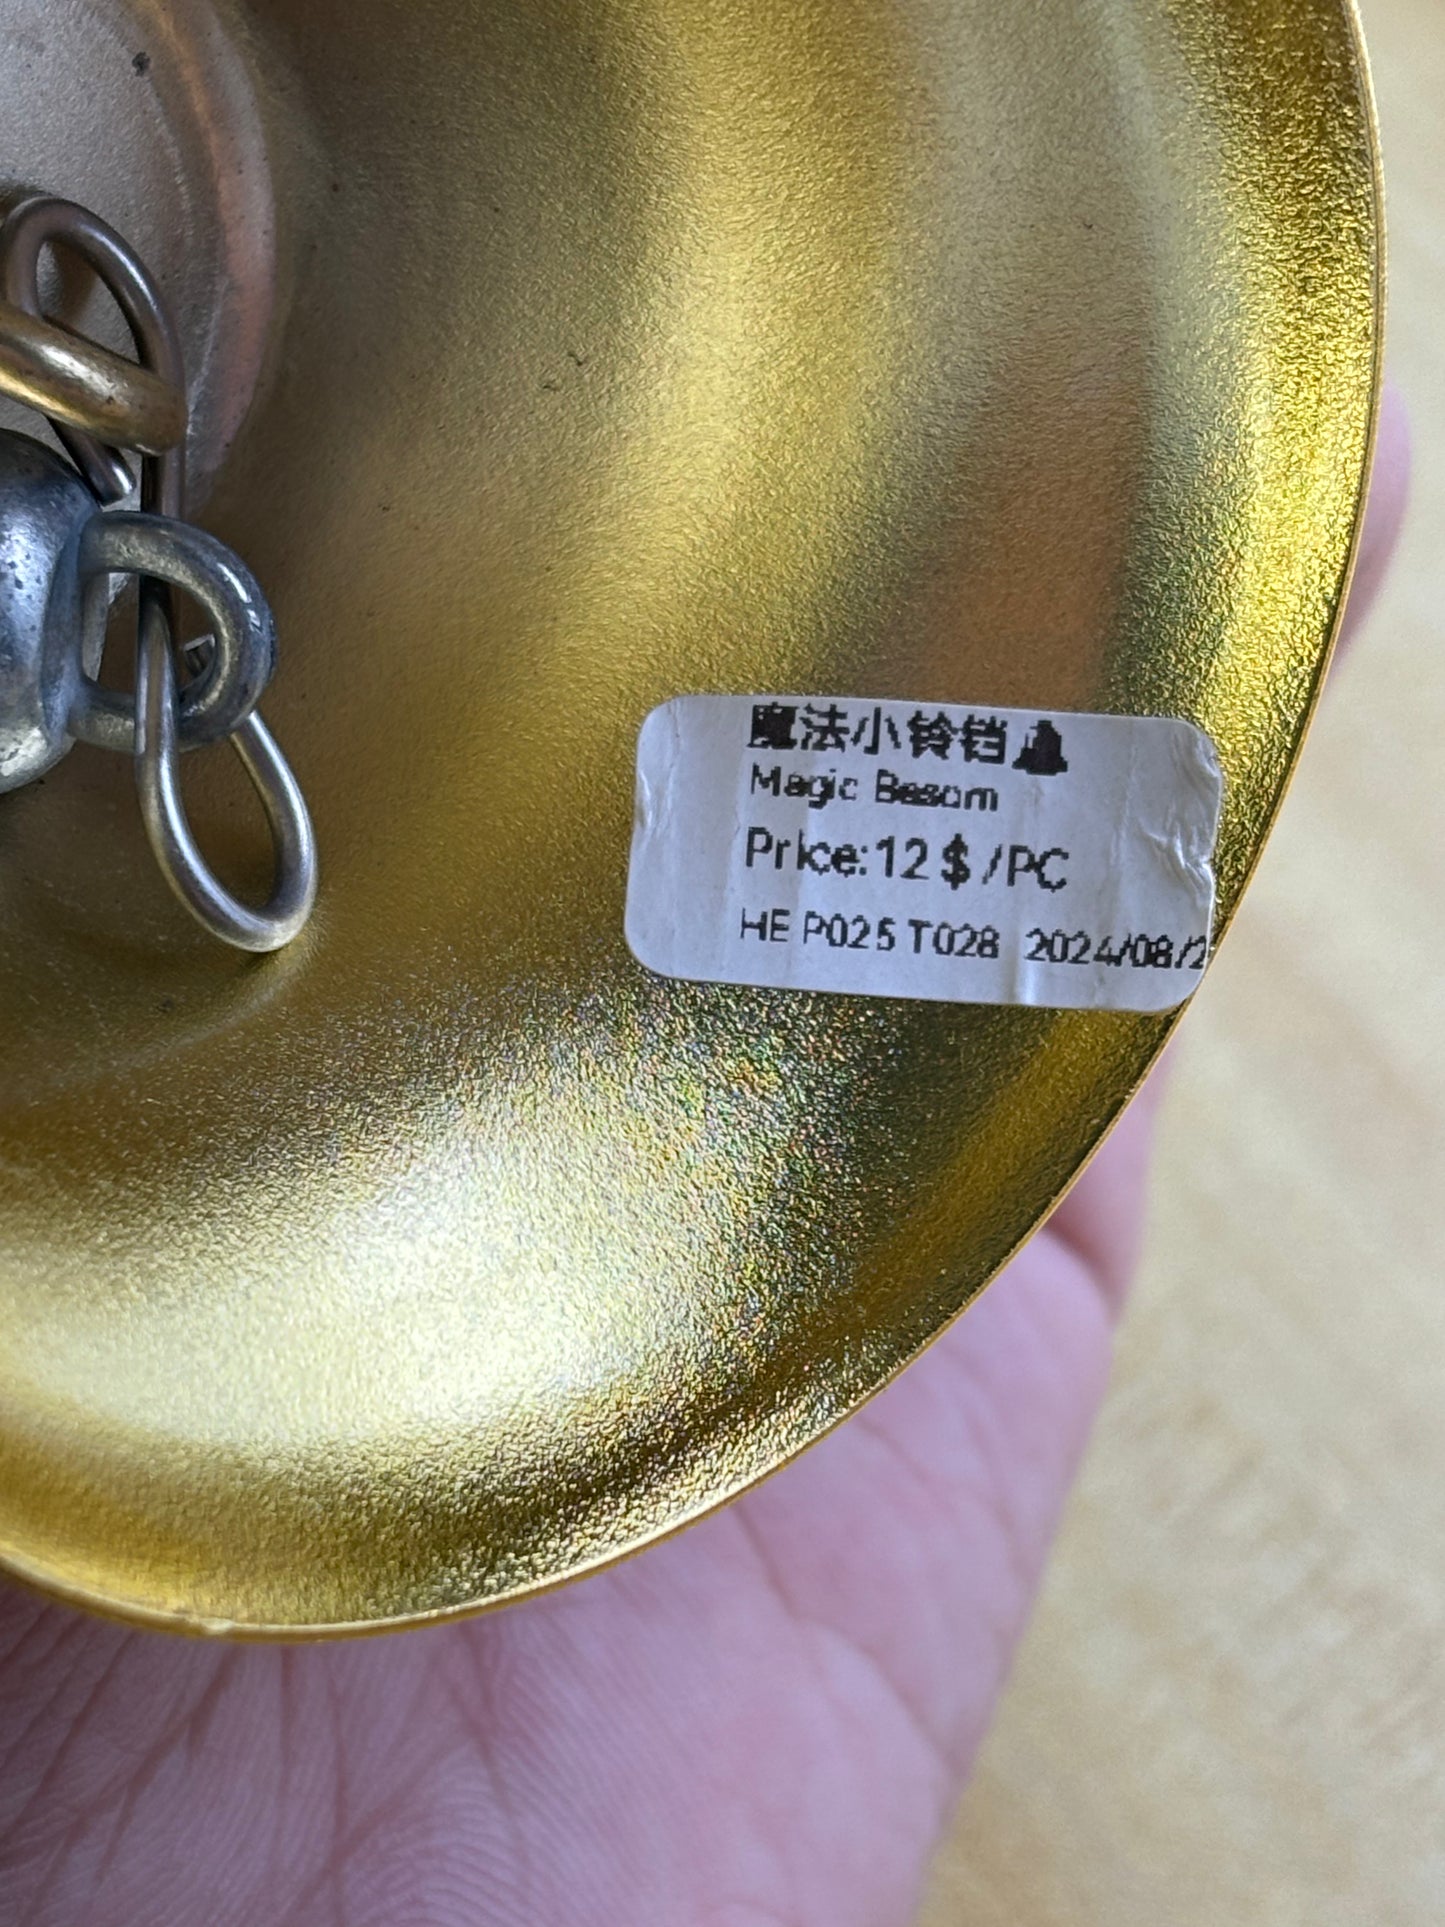 魔法小铃铛🔔
Magic Besom
Price:12$/PC
HE P025 T028 2024/08/2